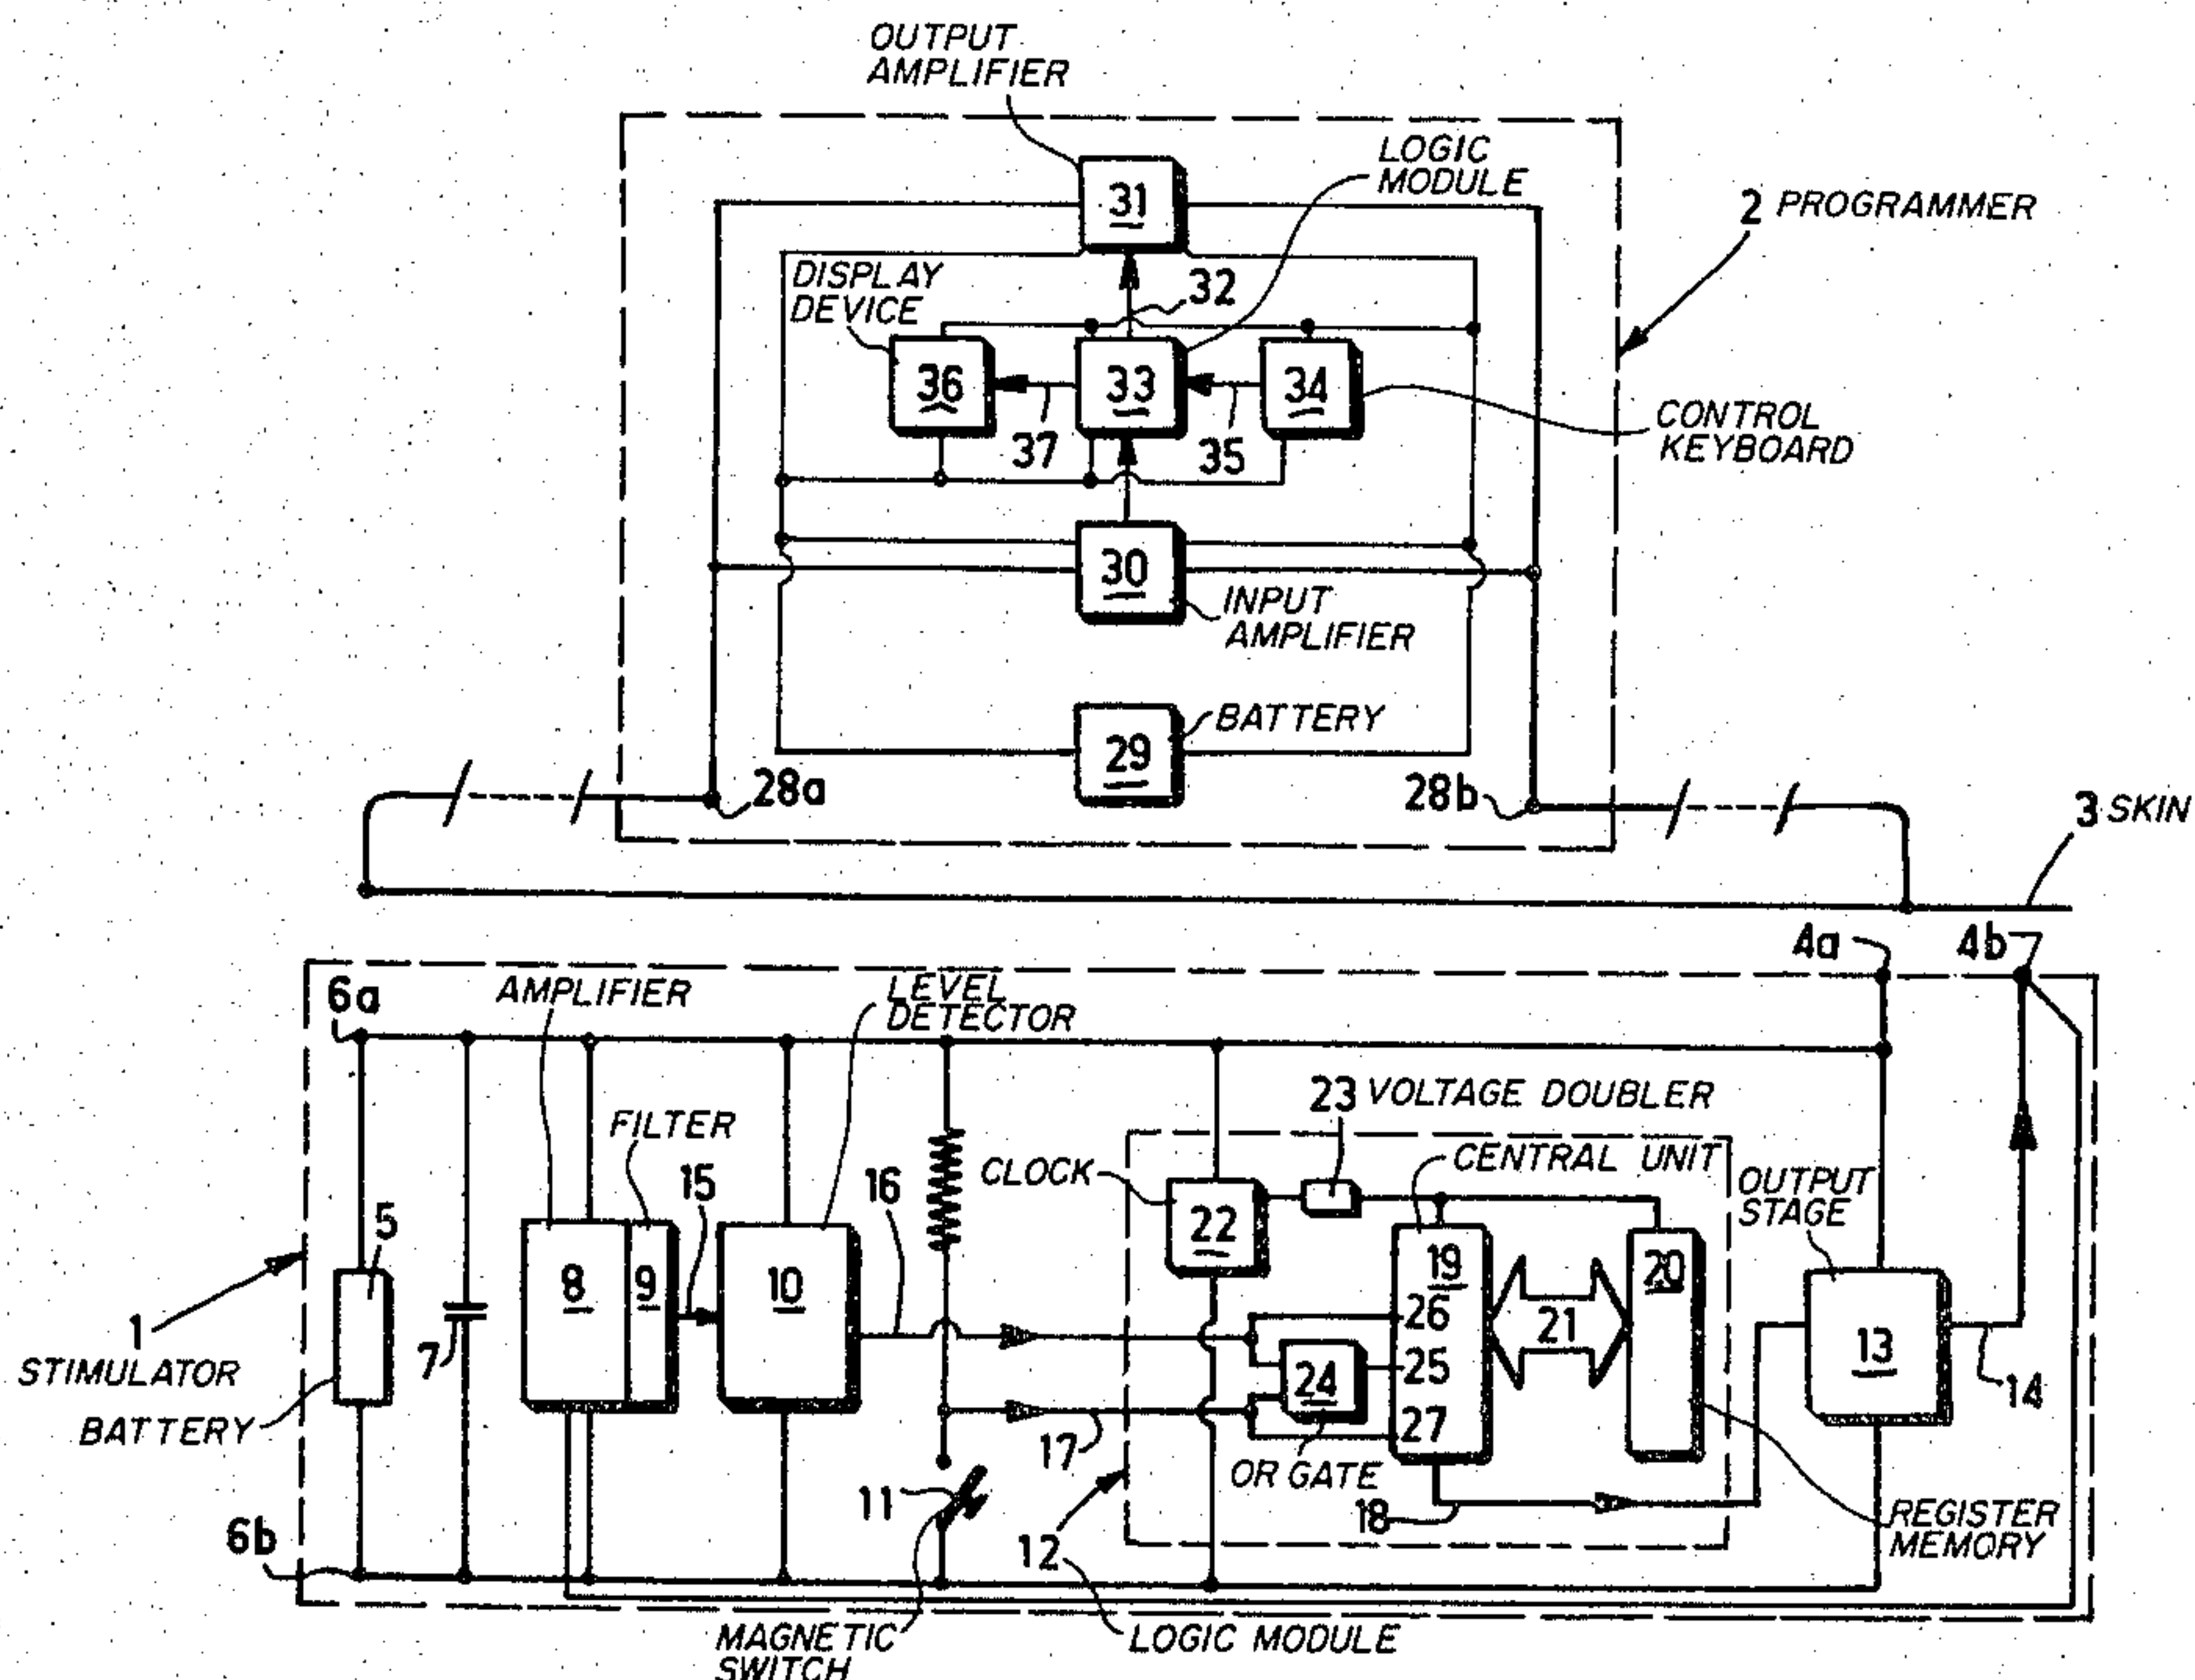 OUTPUT
AMPLIFIER
LOGIC
MODULE
31
2 PROGRAMMER
DISPLAY
DEVICE
32
36
33
34
37
35
CONTROL
KEYBOARD
30
INPUT
AMPLIFIER
BATTERY
29
28a
28b
3 SKIN
4a
4b
6a
AMPLIFIER
LEVEL
DETECTOR
23 VOLTAGE DOUBLER
FILTER
15
16
CLOCK
CENTRAL UNIT
OUTPUT
STAGE
5
22
8
9
10
19
20
26
21
1
STIMULATOR
7
25
24
13
14
BATTERY
27
17
OR GATE
11
18
REGISTER
MEMORY
6b
12
MAGNETIC
SWITCH
LOGIC MODULE